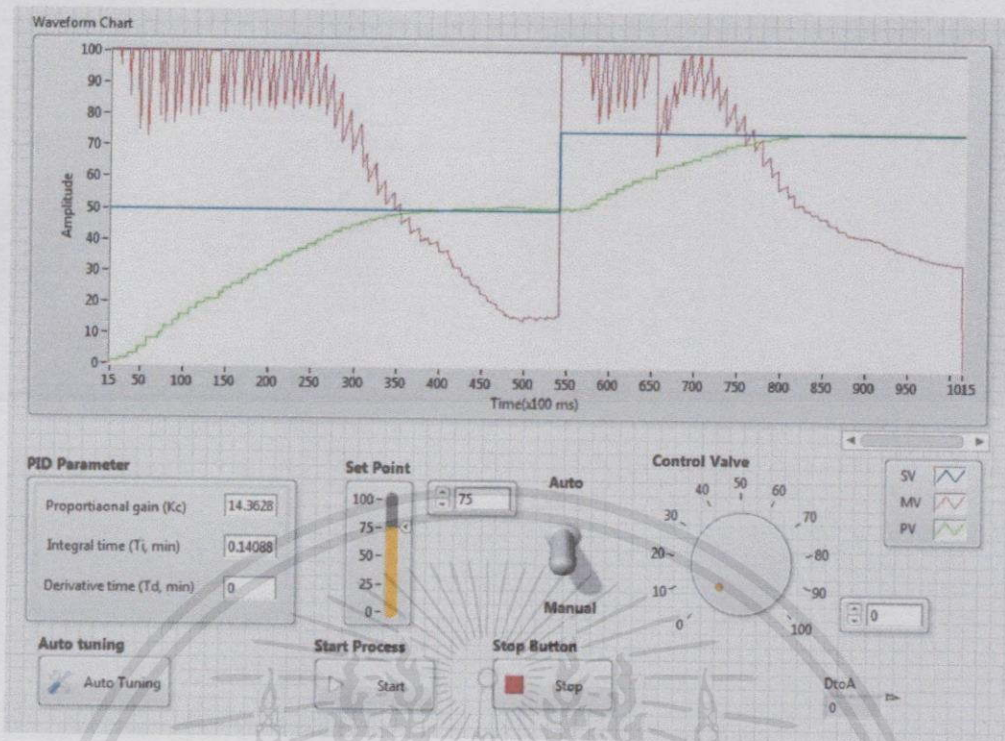 Waveform Chart
Amplitude
100
90
80
70
60
50
40
30
20
10
0
15 50 100 150 200 250 300 350 400 450 500 550 600 650 700 750 800 850 900 950 1015
Time(x100 ms)
PID Parameter
Proportiaonal gain (Kc) 14.3628
Integral time (Ti, min) 0.14088
Derivative time (Td, min) 0
Set Point
100
75
50
25
0
75
Auto
Manual
Control Valve
0 10 20 30 40 50 60 70 80 90 100
0
SV
MV
PV
Auto tuning
Auto Tuning
Start Process
Start
Stop Button
Stop
DtoA
0